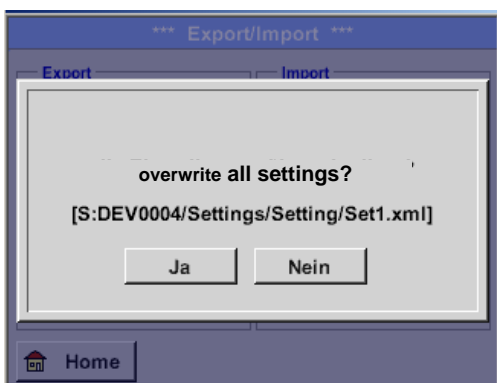 *** Export/Import ***
Export Import
overwrite all settings?
[S:DEV0004/Settings/Setting/Set1.xml]
Ja Nein
Home